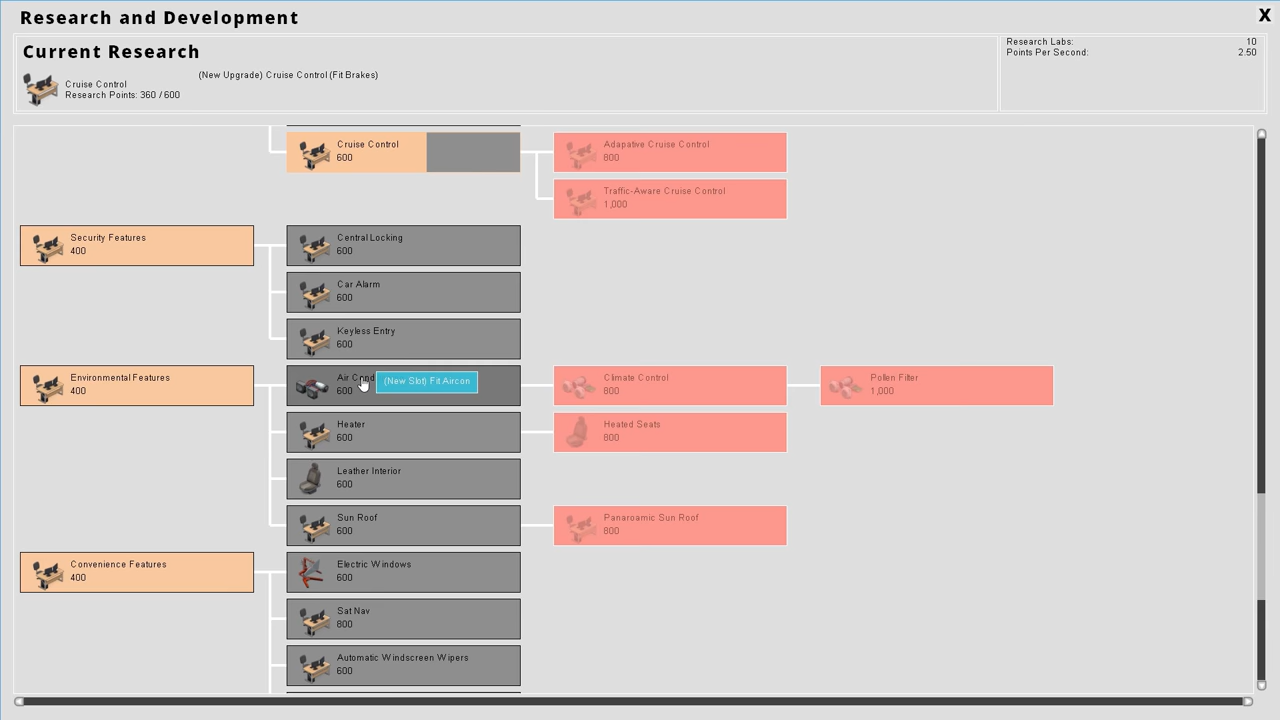 Research and Development
X
Current Research
(New Upgrade) Cruise Control (Fit Brakes)
Cruise Control
Research Points: 360 / 600
Research Labs: 10
Points Per Second: 2.50
Cruise Control
600
Adapative Cruise Control
800
Traffic-Aware Cruise Control
1,000
Security Features
400
Central Locking
600
Car Alarm
600
Keyless Entry
600
Environmental Features
400
Air Cond
600
(New Slot) Fit Aircon
Climate Control
800
Pollen Filter
1,000
Heater
600
Heated Seats
800
Leather Interior
600
Sun Roof
600
Panaroamic Sun Roof
800
Convenience Features
400
Electric Windows
600
Sat Nav
800
Automatic Windscreen Wipers
600